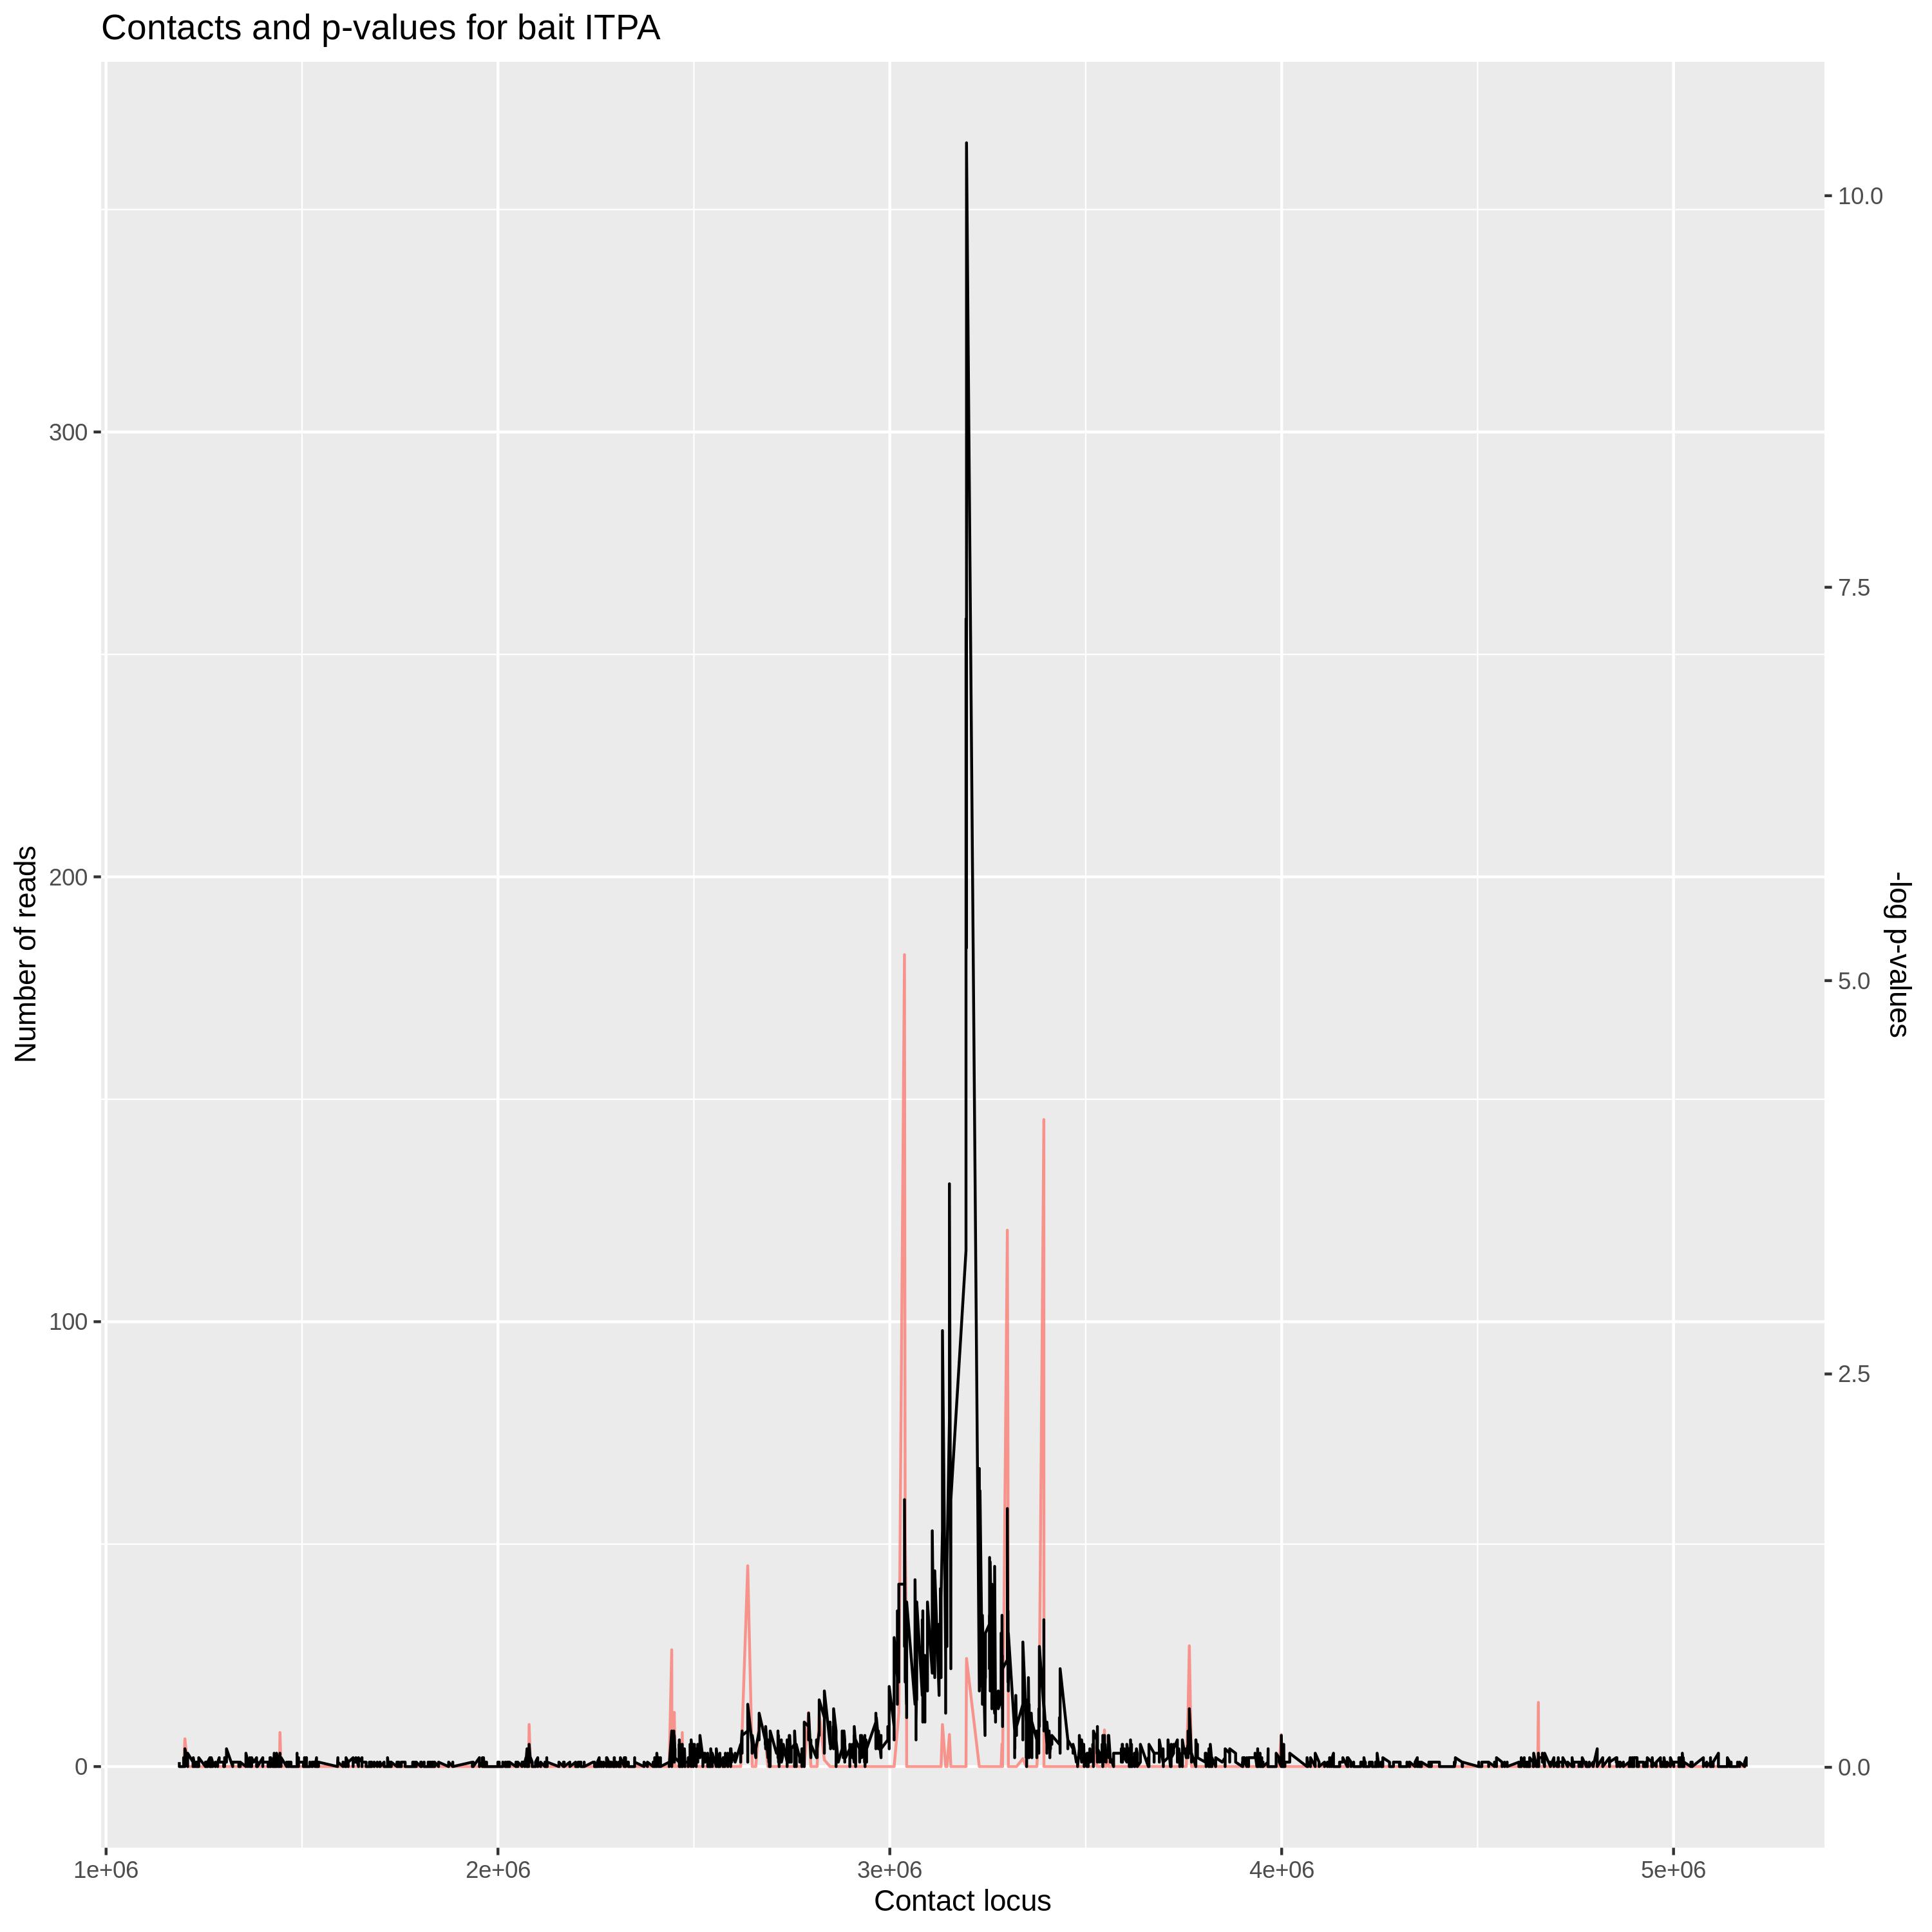 Contacts and p-values for bait ITPA
Number of reads
300
200
100
0
10.0
7.5
5.0
2.5
0.0
-log p-values
1e+06 2e+06 3e+06 4e+06 5e+06
Contact locus